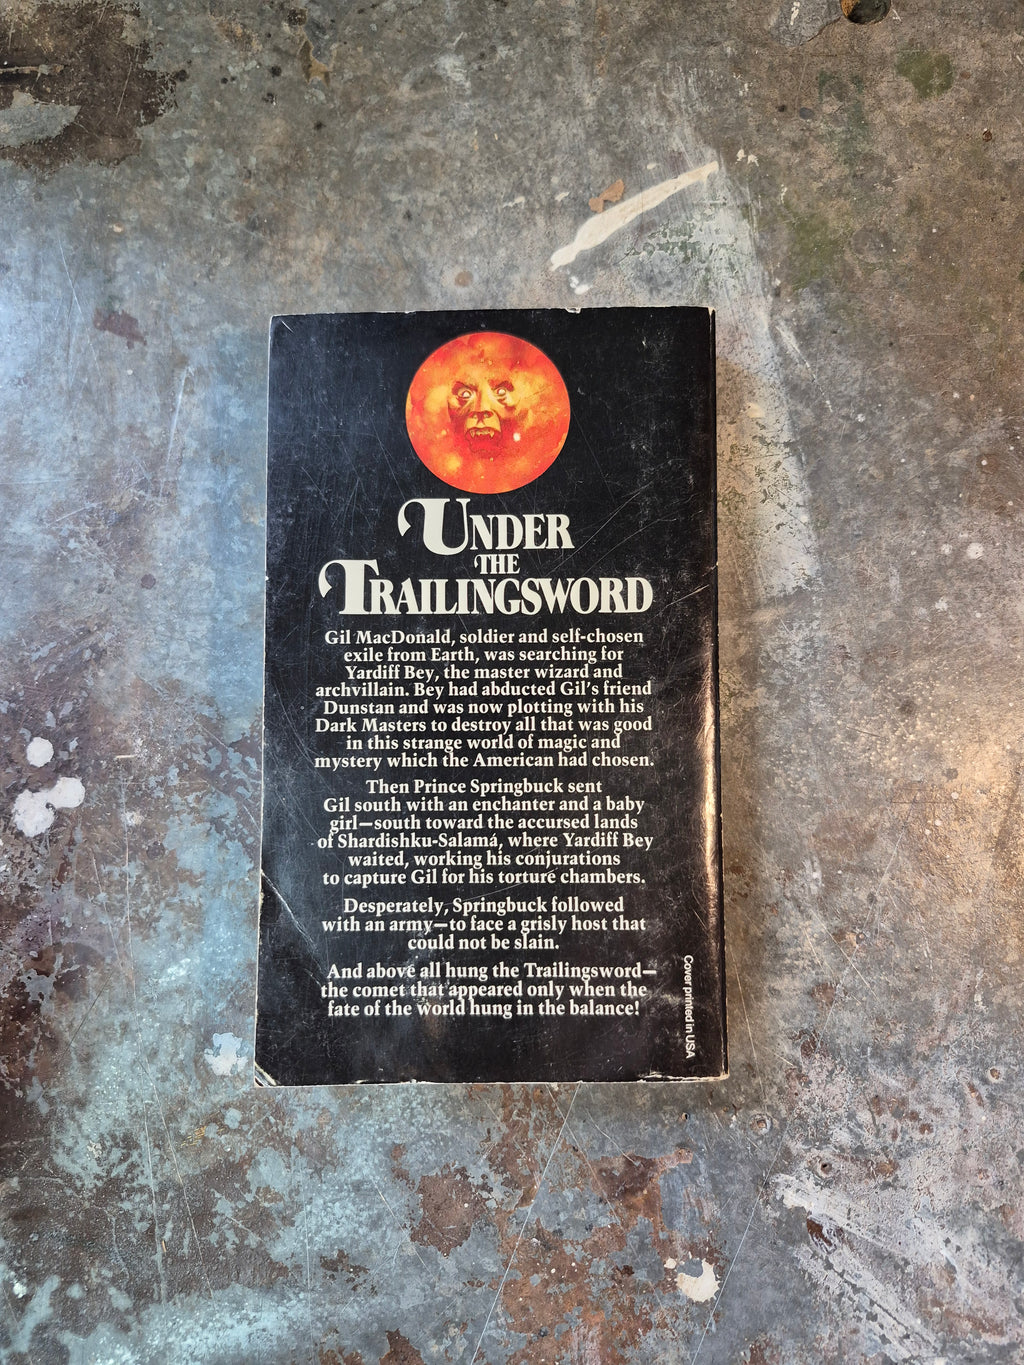 UNDER
THE
TRAILINGSWORD
Gil MacDonald, soldier and self-chosen
exile from Earth, was searching for
Yardiff Bey, the master wizard and
archvillain. Bey had abducted Gil's friend
Dunstan and was now plotting with his
Dark Masters to destroy all that was good
in this strange world of magic and
mystery which the American had chosen.
Then Prince Springbuck sent
Gil south with an enchanter and a baby
girl—south toward the accursed lands
of Shardishku-Salamá, where Yardiff Bey
waited, working his conjurations
to capture Gil for his torture chambers.
Desperately, Springbuck followed
with an army—to face a grisly host that
could not be slain.
And above all hung the Trailingsword—
the comet that appeared only when the
fate of the world hung in the balance!
Cover printed in USA